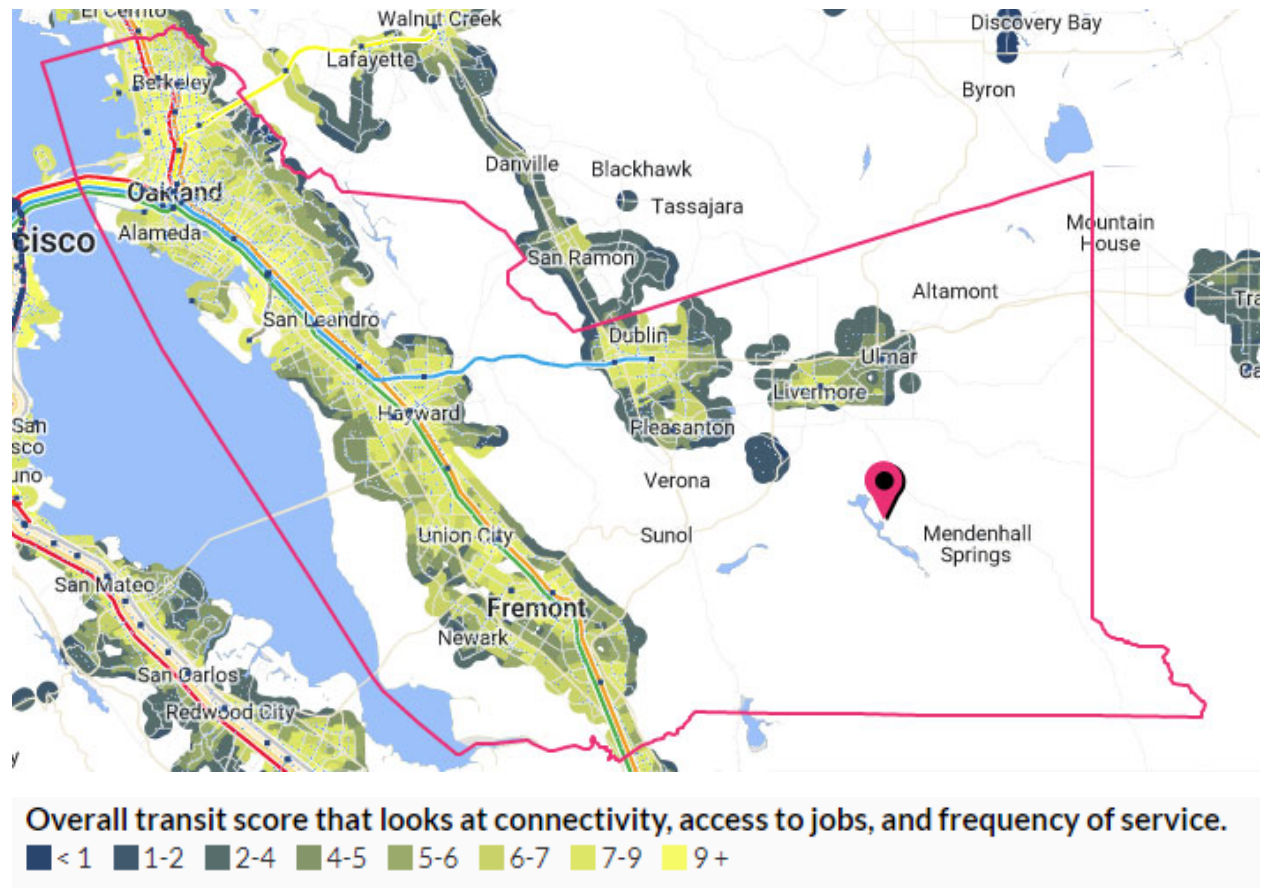 El Cerrito
Walnut Creek
Discovery Bay
Lafayette
Berkeley
Byron
Danville
Blackhawk
Oakland
Tassajara
Alameda
Mountain
House
cisco
San Ramon
Altamont
Tra
San Leandro
Dublin
Ulmar
Ca
Livermore
Hayward
San
Pleasanton
sco
uno
Verona
Union City
Sunol
Mendenhall
Springs
San Mateo
Fremont
Newark
San Carlos
Redwood City
y
Overall transit score that looks at connectivity, access to jobs, and frequency of service.
< 1 1-2 2-4 4-5 5-6 6-7 7-9 9 +